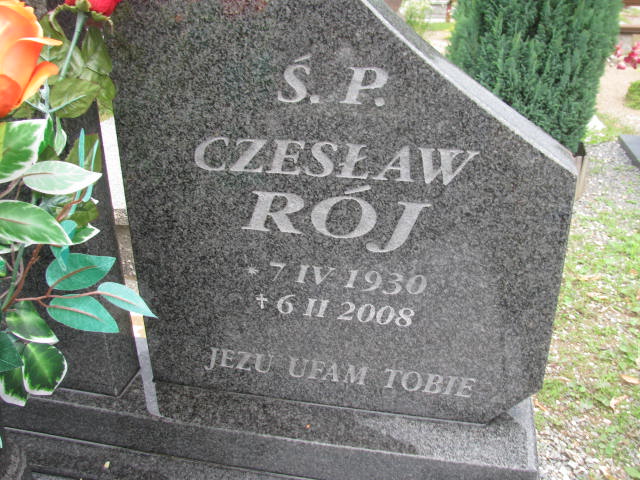 Ś. P.
CZESŁAW
RÓJ
* 7 IV 1930
✝ 6 II 2008
JEZU UFAM TOBIE